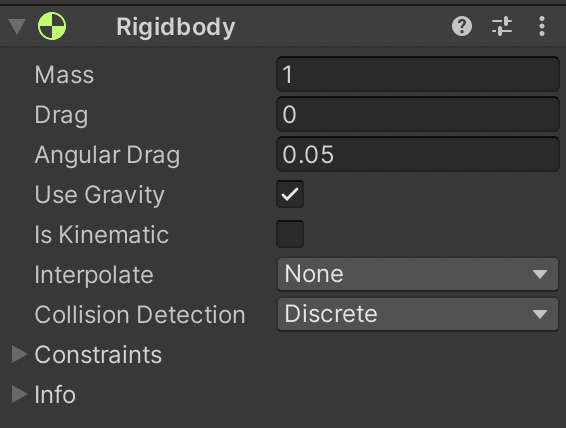 Rigidbody
Mass 1
Drag 0
Angular Drag 0.05
Use Gravity
Is Kinematic
Interpolate None
Collision Detection Discrete
Constraints
Info